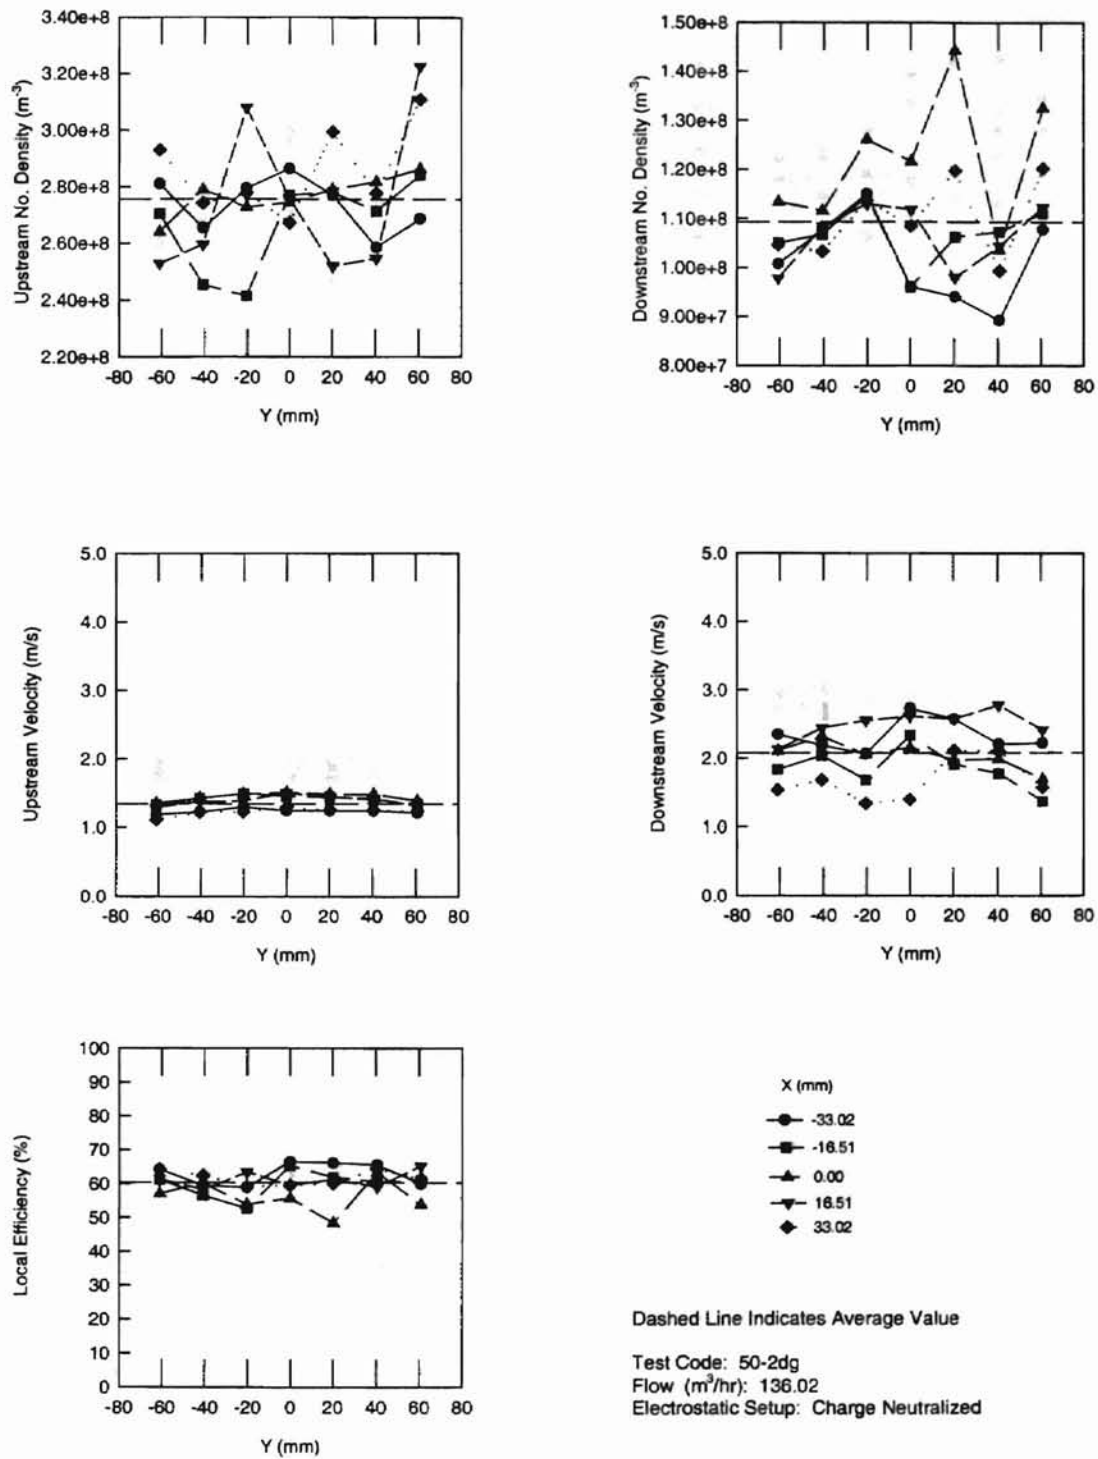 3.40e+8
3.20e+8
3.00e+8
2.80e+8
2.60e+8
2.40e+8
2.20e+8
Upstream No. Density (m⁻³)
-80 -60 -40 -20 0 20 40 60 80
Y (mm)
1.50e+8
1.40e+8
1.30e+8
1.20e+8
1.10e+8
1.00e+8
9.00e+7
8.00e+7
Downstream No. Density (m⁻³)
-80 -60 -40 -20 0 20 40 60 80
Y (mm)
5.0
4.0
3.0
2.0
1.0
0.0
Upstream Velocity (m/s)
-80 -60 -40 -20 0 20 40 60 80
Y (mm)
5.0
4.0
3.0
2.0
1.0
0.0
Downstream Velocity (m/s)
-80 -60 -40 -20 0 20 40 60 80
Y (mm)
100
90
80
70
60
50
40
30
20
10
0
Local Efficiency (%)
-80 -60 -40 -20 0 20 40 60 80
Y (mm)
X (mm)
-33.02
-16.51
0.00
16.51
33.02
Dashed Line Indicates Average Value
Test Code: 50-2dg
Flow (m³/hr): 136.02
Electrostatic Setup: Charge Neutralized